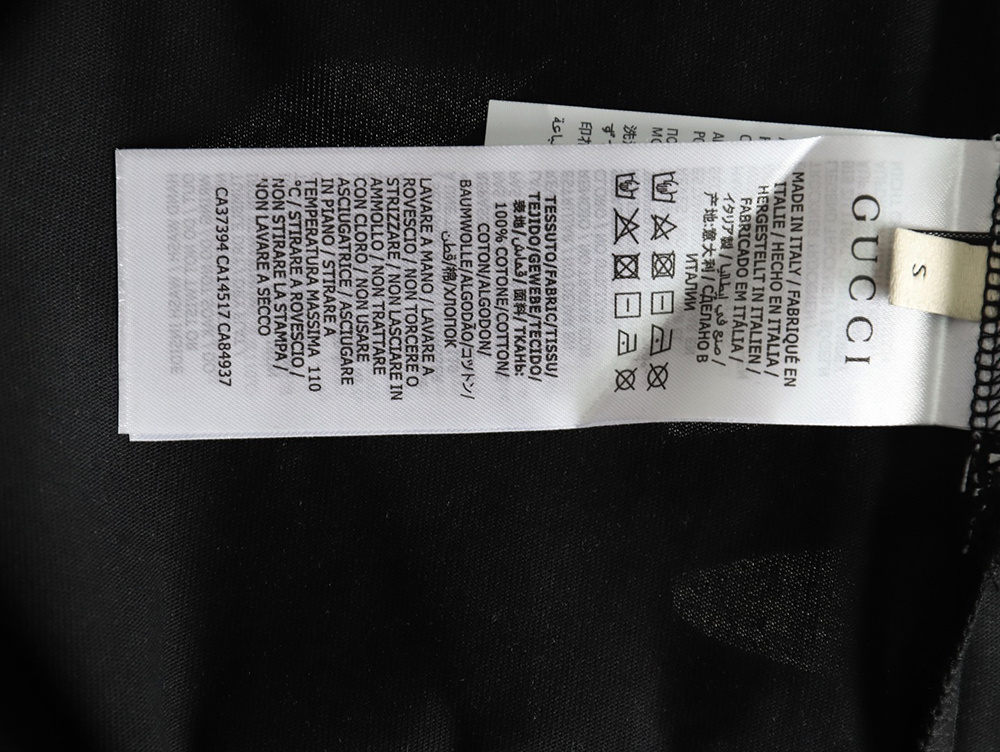 GUCCI
S
MADE IN ITALY / FABRIQUÉ EN
ITALIE / HECHO EN ITALIA /
HERGESTELLT IN ITALIEN /
FABRICADO EM ITÁLIA /
イタリア製 / صنع في إيطاليا /
产地:意大利 / СДЕЛАНО В
ИТАЛИИ
TESSUTO/FABRIC/TISSU/
TEJIDO/GEWEBE/TECIDO/
表地/قماش/面料/ТКАНЬ:
100% COTONE/COTTON/
COTON/ALGODON/
BAUMWOLLE/ALGODÃO/コットン/
قطن/棉/ХЛОПОК
LAVARE A MANO / LAVARE A
ROVESCIO / NON TORCERE O
STRIZZARE / NON LASCIARE IN
AMMOLLO / NON TRATTARE
CON CLORO / NON USARE
ASCIUGATRICE / ASCIUGARE
IN PIANO / STIRARE A
TEMPERATURA MASSIMA 110
°C / STIRARE A ROVESCIO /
NON STIRARE LA STAMPA /
NON LAVARE A SECCO
CA37394 CA14517 CA84937